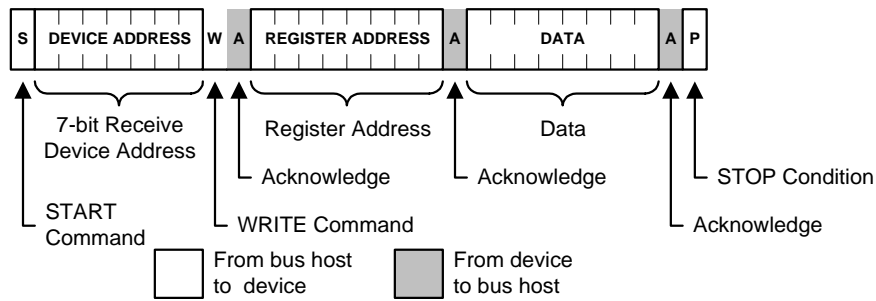 S DEVICE ADDRESS W A REGISTER ADDRESS A DATA A P
7-bit Receive
Device Address
Register Address
Data
Acknowledge
Acknowledge
STOP Condition
START
Command
WRITE Command
Acknowledge
From bus host
to device
From device
to bus host